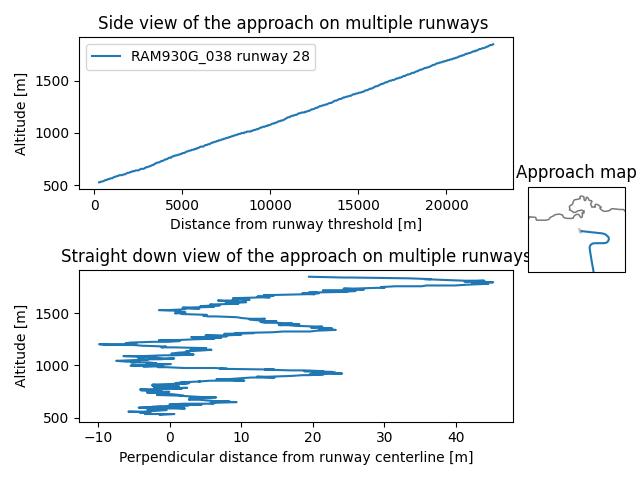 Side view of the approach on multiple runways
RAM930G_038 runway 28
Altitude [m]
1500
1000
500
0
5000
10000
15000
20000
Distance from runway threshold [m]
Approach map
Straight down view of the approach on multiple runways
Altitude [m]
1500
1000
500
−10
0
10
20
30
40
Perpendicular distance from runway centerline [m]